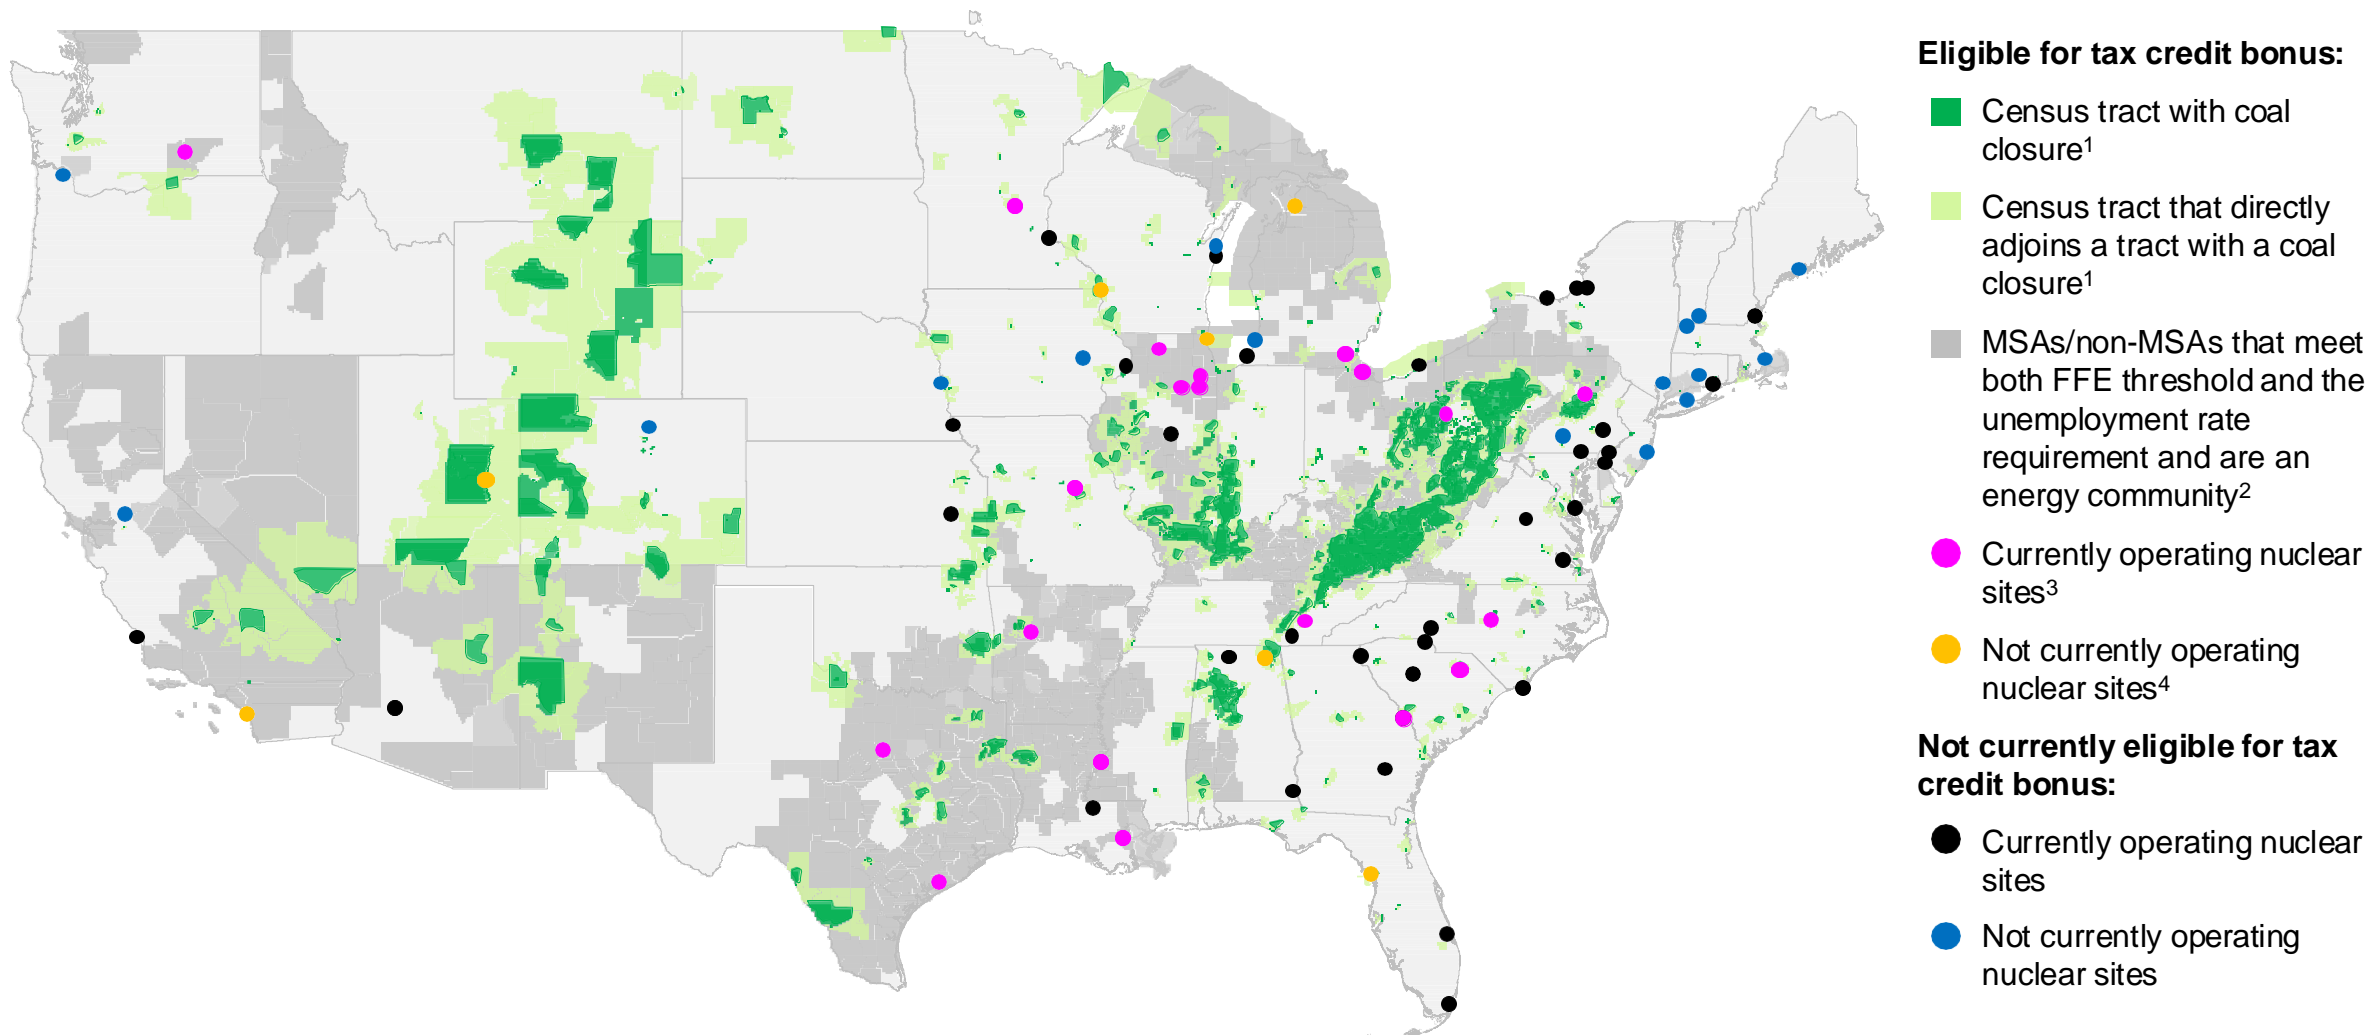 Eligible for tax credit bonus:
Census tract with coal
closure¹
Census tract that directly
adjoins a tract with a coal
closure¹
MSAs/non-MSAs that meet
both FFE threshold and the
unemployment rate
requirement and are an
energy community²
Currently operating nuclear
sites³
Not currently operating
nuclear sites⁴
Not currently eligible for tax
credit bonus:
Currently operating nuclear
sites
Not currently operating
nuclear sites